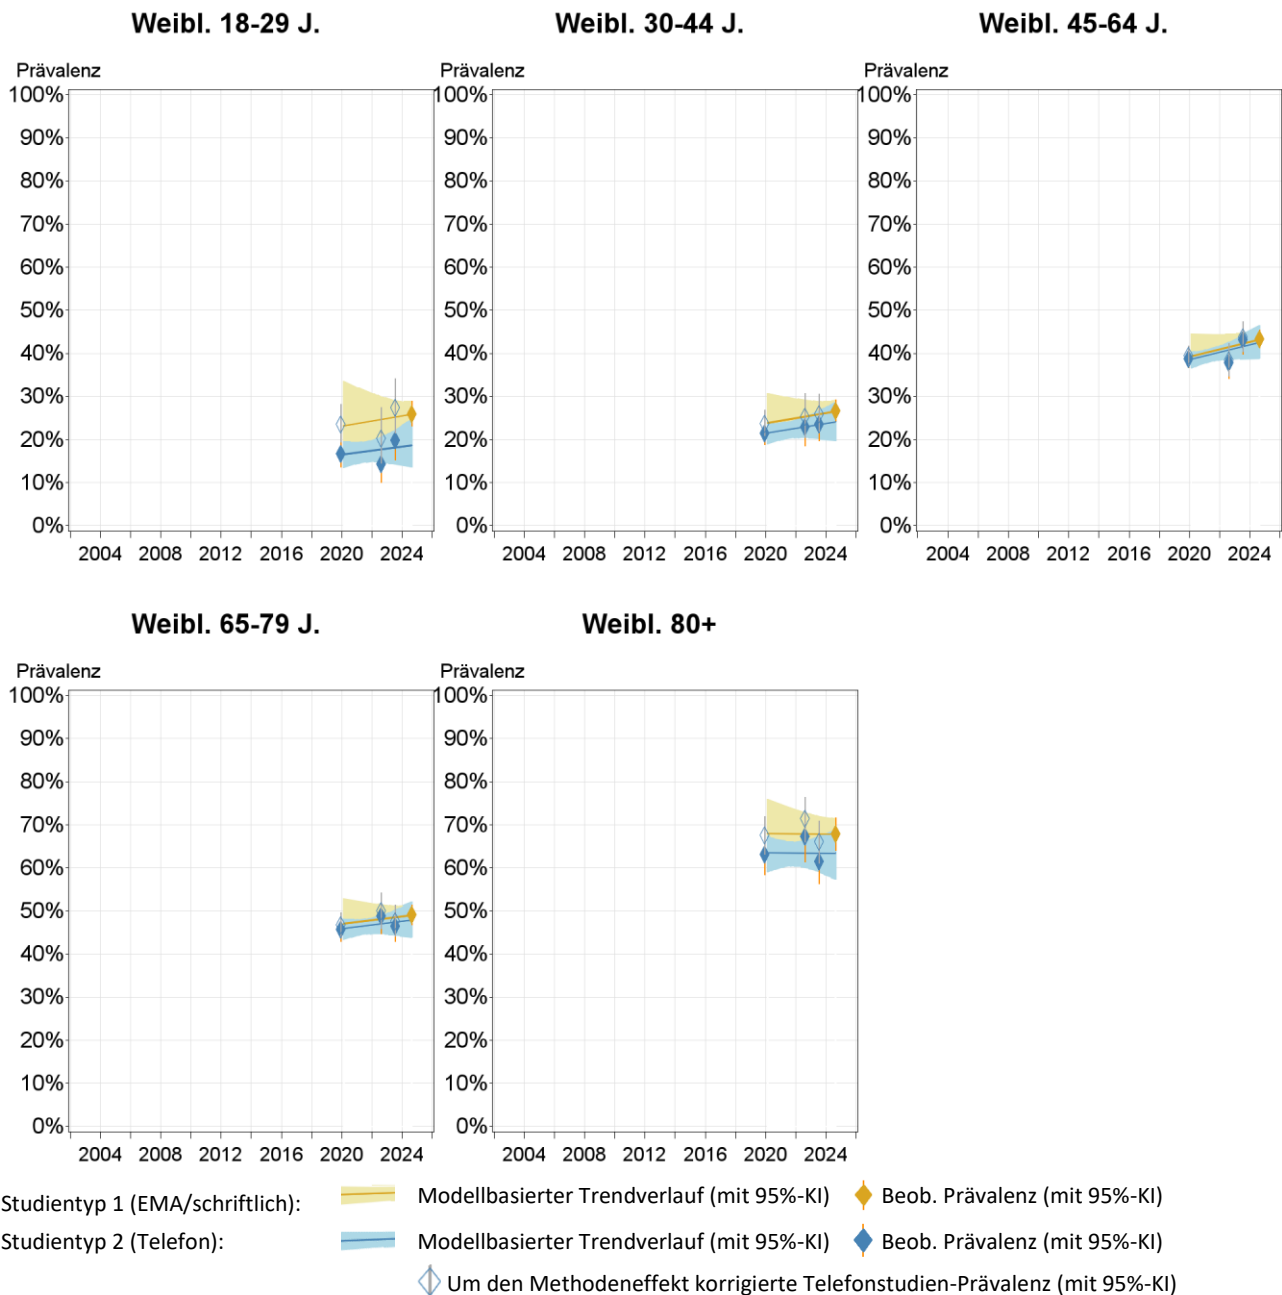 Weibl. 18-29 J. Weibl. 30-44 J. Weibl. 45-64 J.
Prävalenz Prävalenz Prävalenz
100% 100% 100%
90% 90% 90%
80% 80% 80%
70% 70% 70%
60% 60% 60%
50% 50% 50%
40% 40% 40%
30% 30% 30%
20% 20% 20%
10% 10% 10%
0% 0% 0%
2004 2008 2012 2016 2020 2024 2004 2008 2012 2016 2020 2024 2004 2008 2012 2016 2020 2024
Weibl. 65-79 J. Weibl. 80+
Prävalenz Prävalenz
100% 100%
90% 90%
80% 80%
70% 70%
60% 60%
50% 50%
40% 40%
30% 30%
20% 20%
10% 10%
0% 0%
2004 2008 2012 2016 2020 2024 2004 2008 2012 2016 2020 2024
Studientyp 1 (EMA/schriftlich): Modellbasierter Trendverlauf (mit 95%-KI) Beob. Prävalenz (mit 95%-KI)
Studientyp 2 (Telefon): Modellbasierter Trendverlauf (mit 95%-KI) Beob. Prävalenz (mit 95%-KI)
Um den Methodeneffekt korrigierte Telefonstudien-Prävalenz (mit 95%-KI)